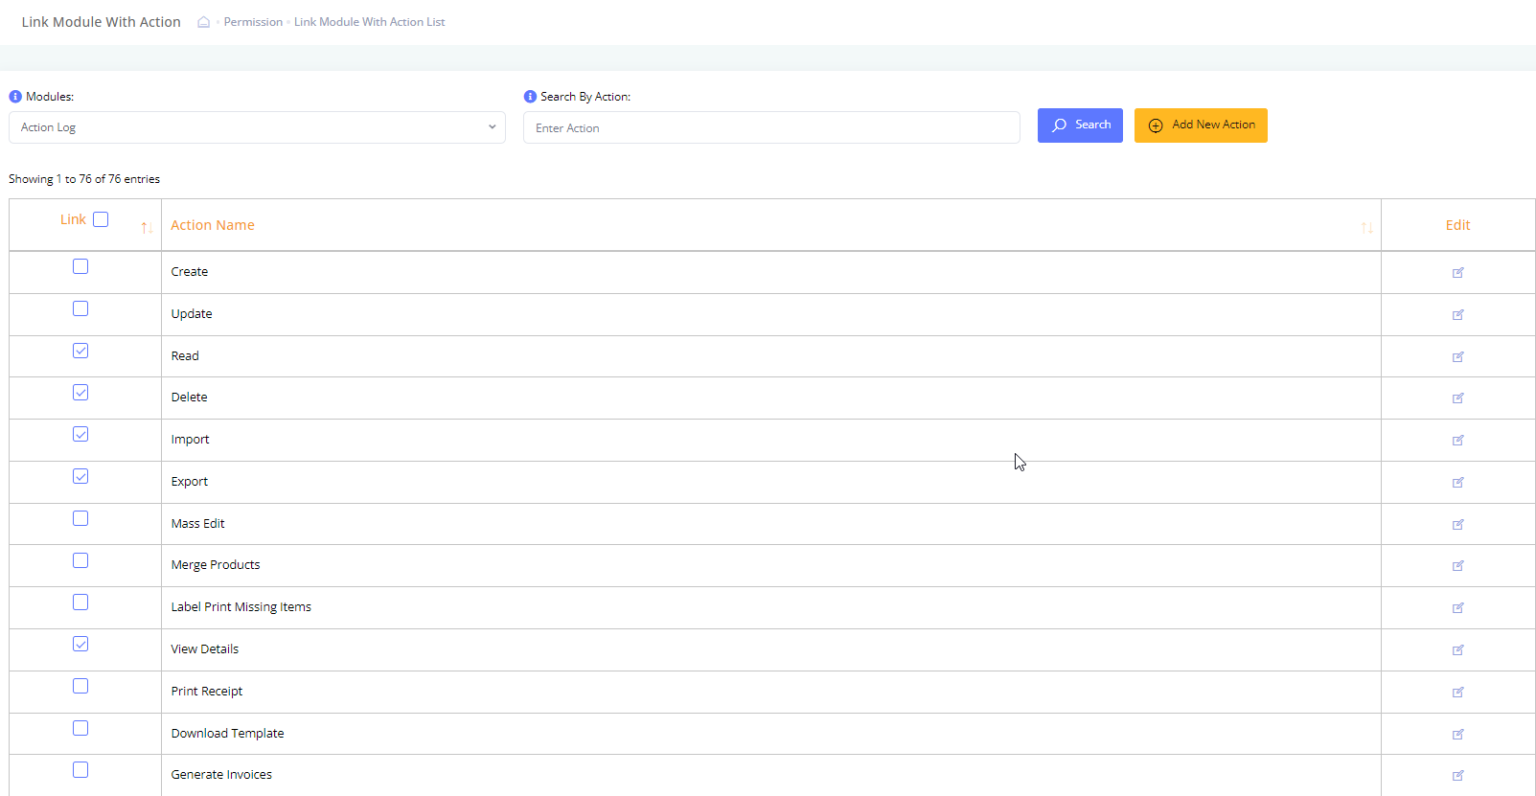 Link Module With Action Permission Link Module With Action List
Modules: Search By Action:
Action Log Enter Action Search Add New Action
Showing 1 to 76 of 76 entries
Link Action Name Edit
Create
Update
Read
Delete
Import
Export
Mass Edit
Merge Products
Label Print Missing Items
View Details
Print Receipt
Download Template
Generate Invoices